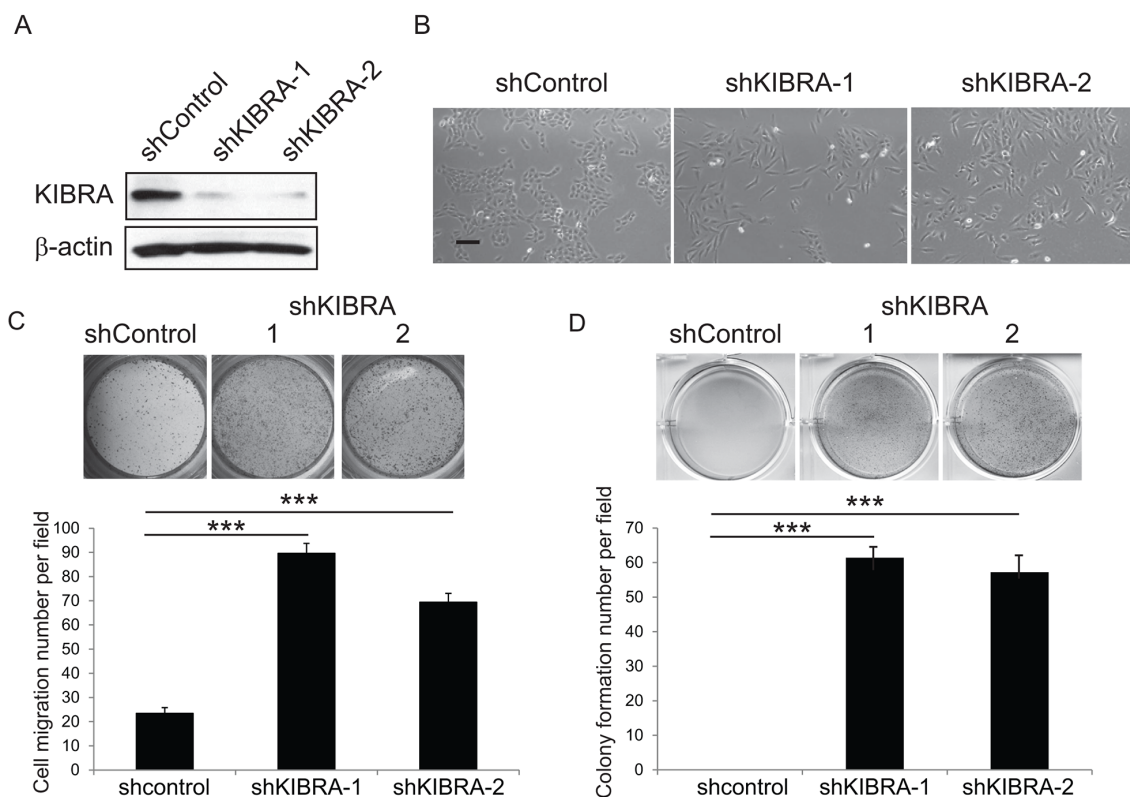 A
shControl
shKIBRA-1
shKIBRA-2
KIBRA
β-actin
B
shControl
shKIBRA-1
shKIBRA-2
C
shKIBRA
shControl
1
2
***
***
Cell migration number per field
100
90
80
70
60
50
40
30
20
10
0
shcontrol
shKIBRA-1
shKIBRA-2
D
shKIBRA
shControl
1
2
***
***
Colony formation number per field
70
60
50
40
30
20
10
0
shcontrol
shKIBRA-1
shKIBRA-2